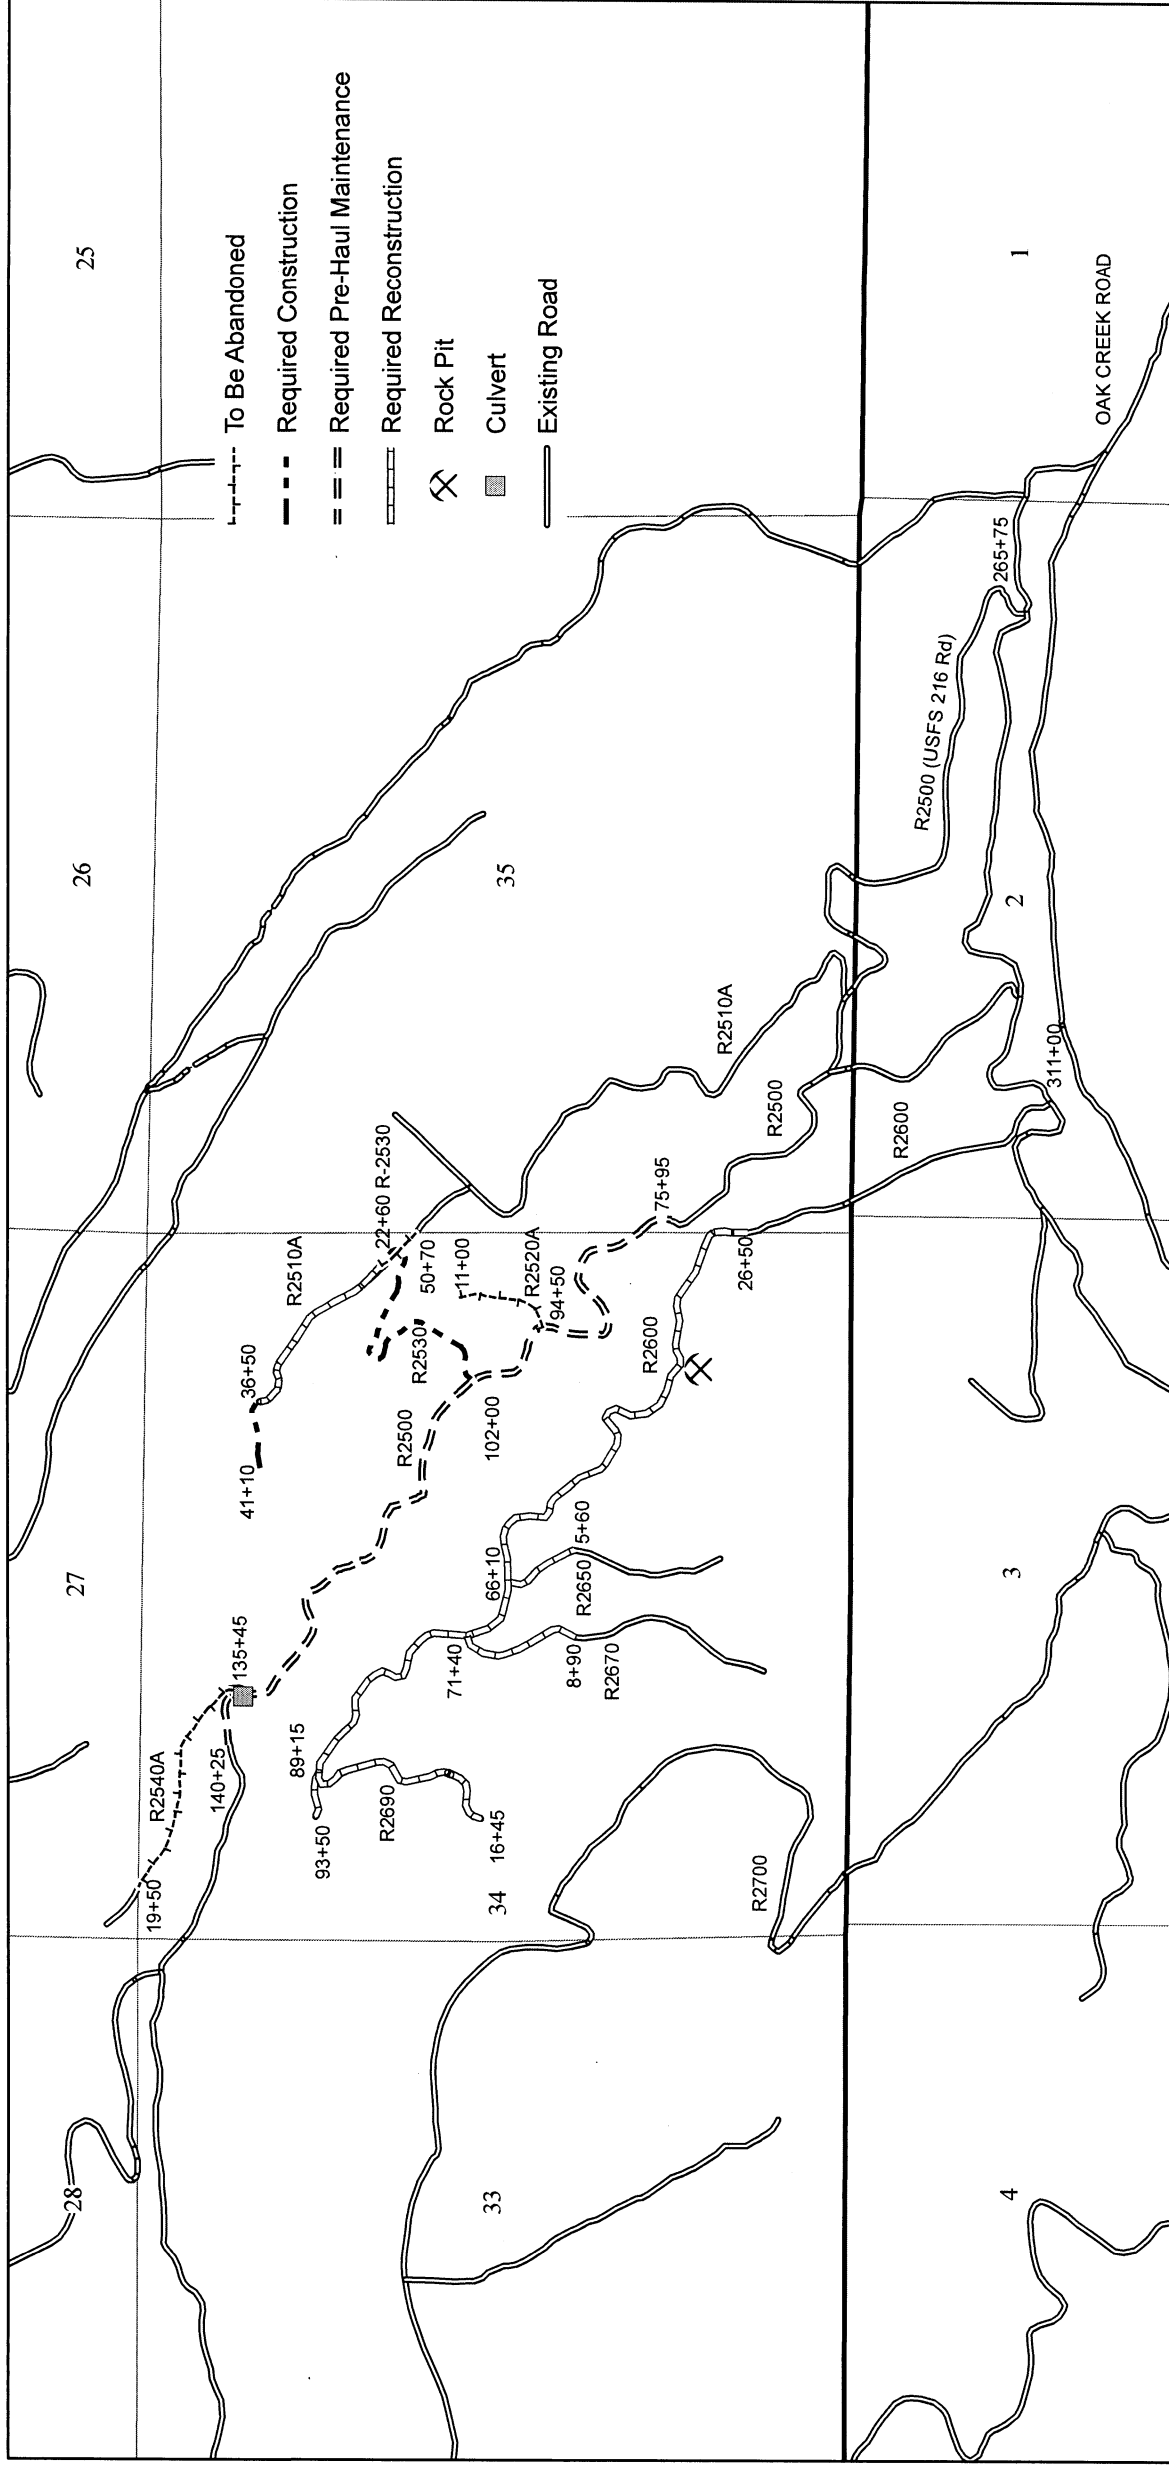 28
27
26
25
To Be Abandoned
Required Construction
Required Pre-Haul Maintenance
Required Reconstruction
Rock Pit
Culvert
Existing Road
19+50
R2540A
140+25
135+45
41+10
36+50
R2510A
22+60 R-2530
50+70
11+00
R2520A
94+50
R2530
R2500
102+00
93+50
89+15
R2690
16+45
71+40
66+10
5+60
R2650
8+90
R2670
R2600
26+50
75+95
R2500
R2510A
33
34
35
R2700
R2600
R2500 (USFS 216 Rd)
265+75
311+00
OAK CREEK ROAD
4
3
2
1